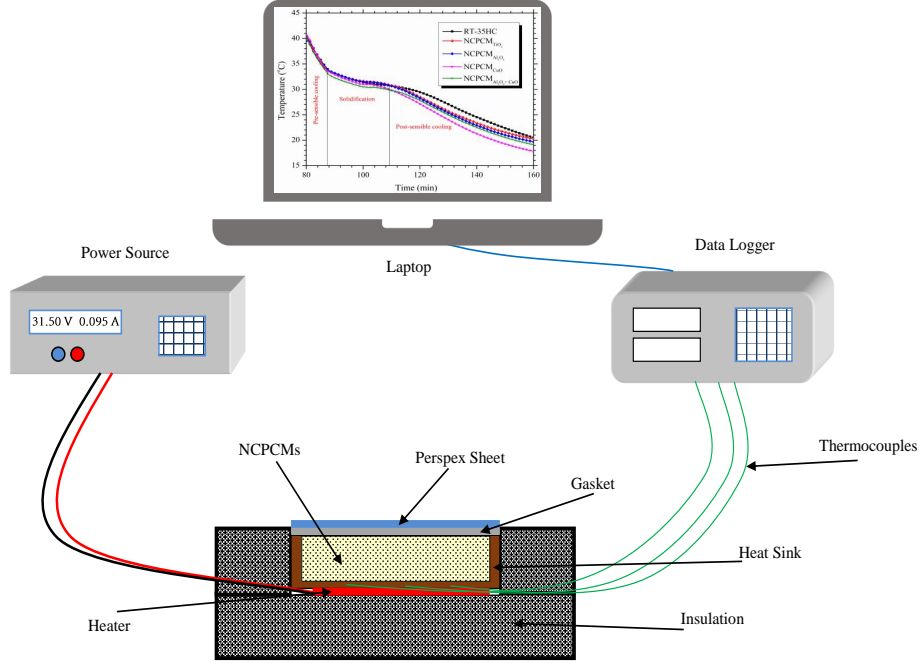 45
40
35
30
25
20
15
80
100
120
140
160
Temperature (°C)
Time (min)
RT-35HC
NCPCM TiO₂
NCPCM Al₂O₃
NCPCM CuO
NCPCM Al₂O₃−CuO
Pre-sensible cooling
Solidification
Post-sensible cooling
Power Source
Laptop
Data Logger
31.50 V 0.095 A
NCPCMs
Perspex Sheet
Gasket
Thermocouples
Heat Sink
Heater
Insulation